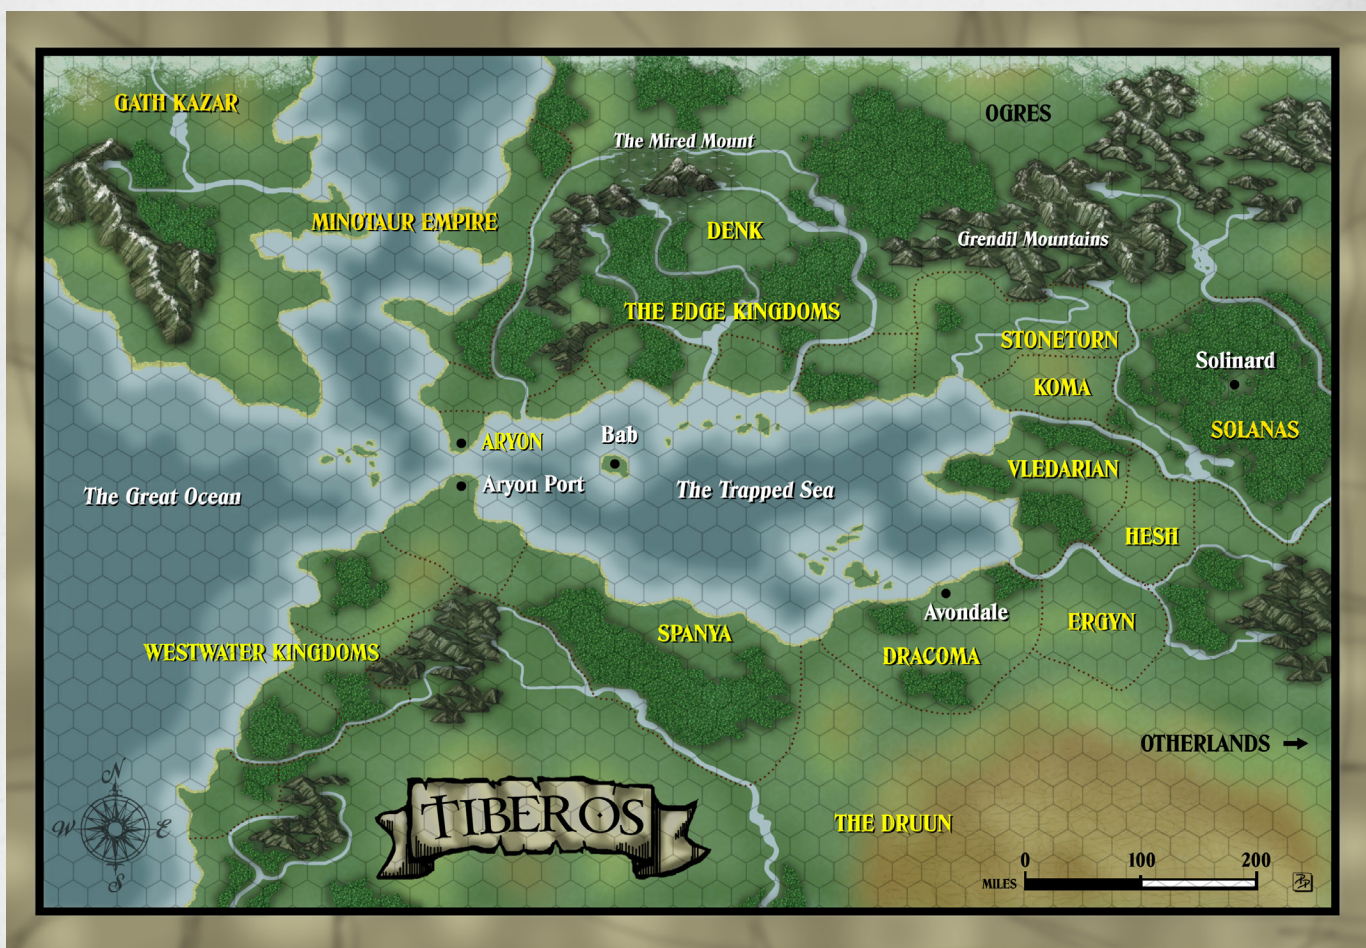 GATH KAZAR
OGRES
The Mired Mount
MINOTAUR EMPIRE
DENK
Grendil Mountains
THE EDGE KINGDOMS
STONETORN
Solinard
KOMA
SOLANAS
Bab
ARYON
VLEDARIAN
Aryon Port
The Trapped Sea
The Great Ocean
HESH
Avondale
ERGYN
SPANYA
WESTWATER KINGDOMS
DRACOMA
OTHERLANDS
N
W E
S
TIBEROS
THE DRUUN
0 100 200
MILES